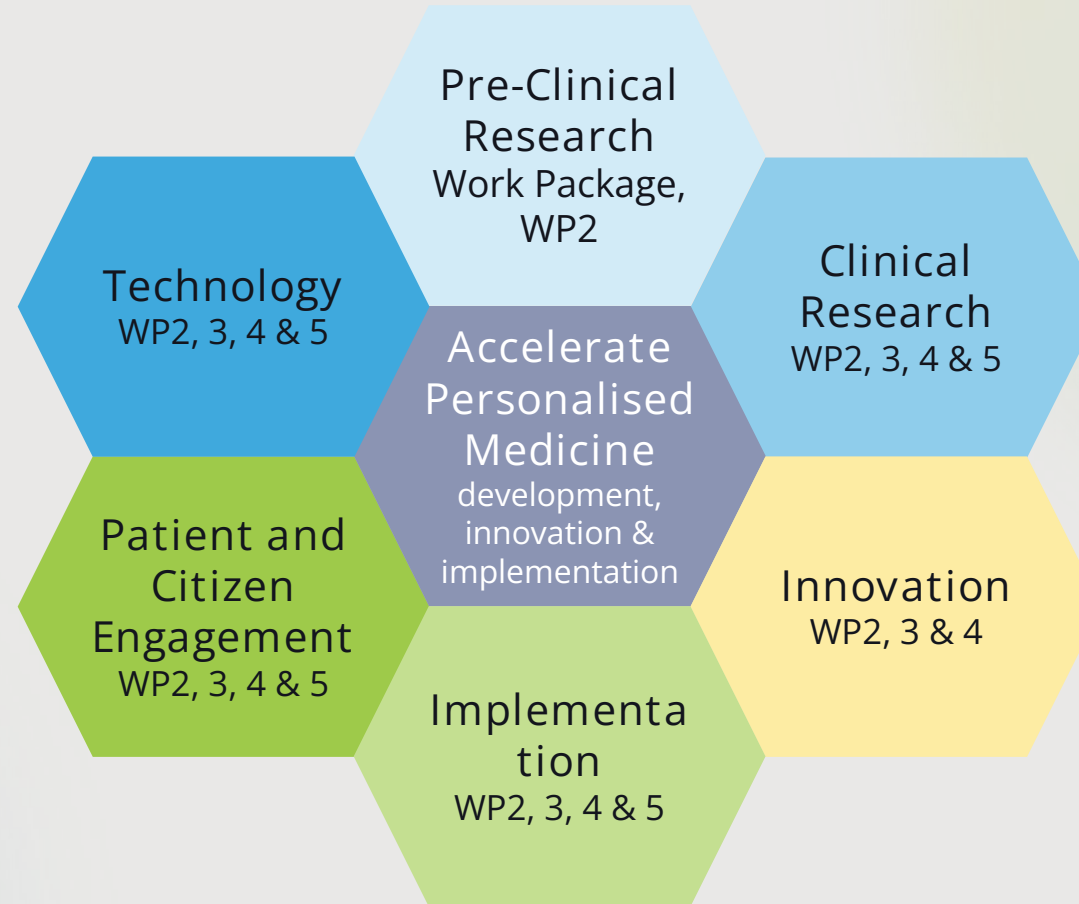 Pre-Clinical
Research
Work Package,
WP2
Technology
WP2, 3, 4 & 5
Clinical
Research
WP2, 3, 4 & 5
Accelerate
Personalised
Medicine
development,
innovation &
implementation
Patient and
Citizen
Engagement
WP2, 3, 4 & 5
Innovation
WP2, 3 & 4
Implementa
tion
WP2, 3, 4 & 5